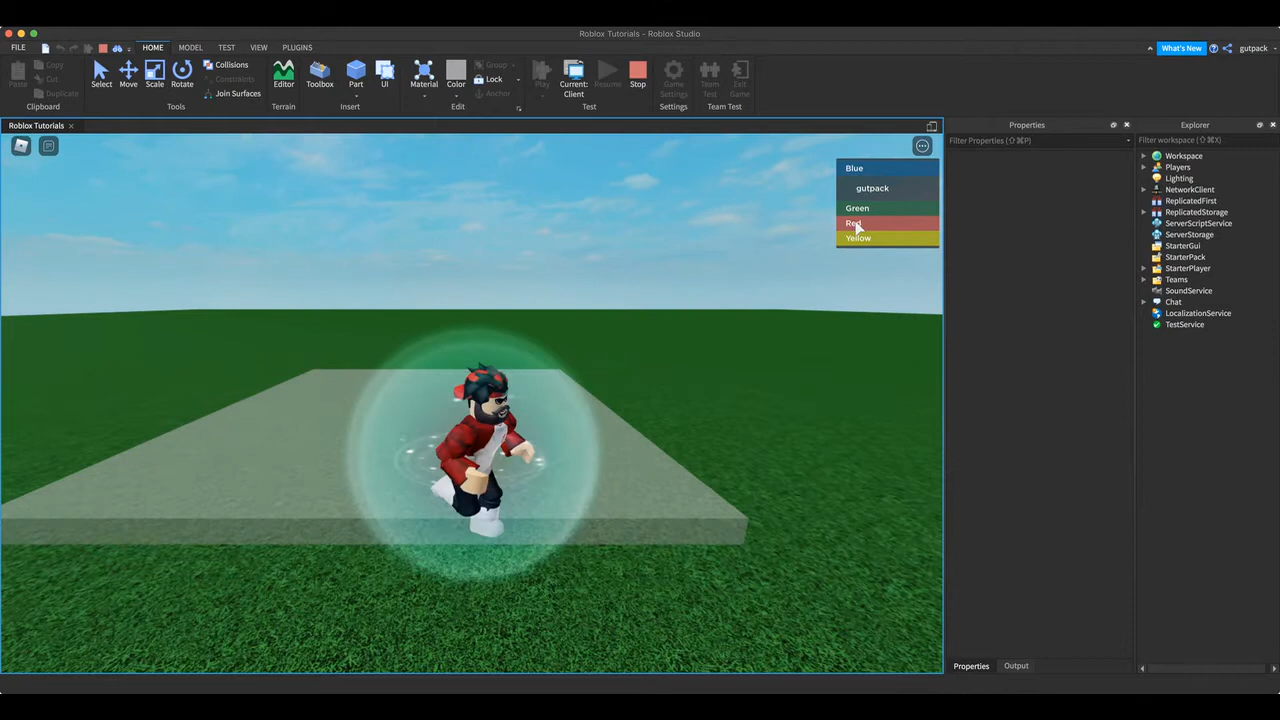 Roblox Tutorials - Roblox Studio
FILE HOME MODEL TEST VIEW PLUGINS What's New gutpack
Paste Copy Cut Duplicate Select Move Scale Rotate Collisions Constraints Join Surfaces Editor Toolbox Part UI Material Color Group Lock Anchor Play Current: Client Resume Stop Game Settings Team Test Exit Game
Clipboard Tools Terrain Insert Edit Test Settings Team Test
Roblox Tutorials
Blue
gutpack
Green
Red
Yellow
Properties
Filter Properties (⇧⌘P)
Properties Output
Explorer
Filter workspace (⇧⌘X)
Workspace
Players
Lighting
NetworkClient
ReplicatedFirst
ReplicatedStorage
ServerScriptService
ServerStorage
StarterGui
StarterPack
StarterPlayer
Teams
SoundService
Chat
LocalizationService
TestService